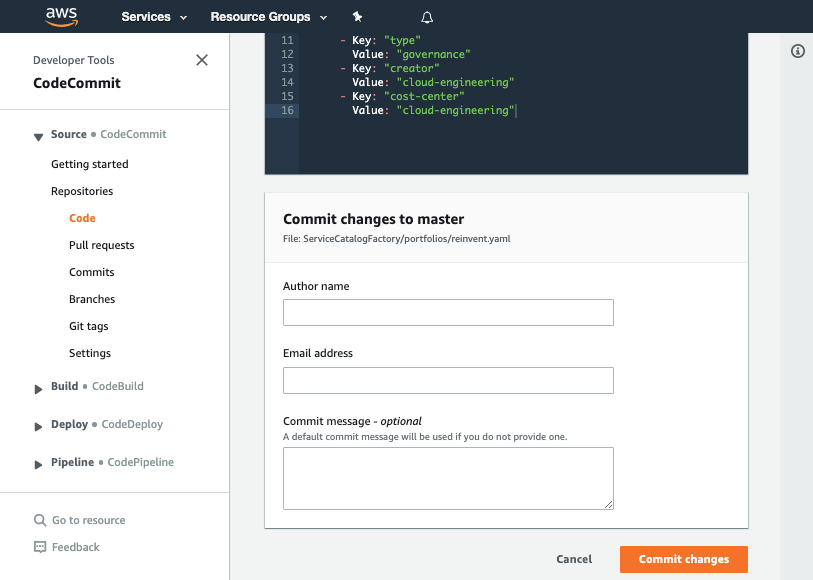 aws
Services
Resource Groups
Developer Tools
CodeCommit
Source • CodeCommit
Getting started
Repositories
Code
Pull requests
Commits
Branches
Git tags
Settings
Build • CodeBuild
Deploy • CodeDeploy
Pipeline • CodePipeline
Go to resource
Feedback
11 - Key: "type"
12 Value: "governance"
13 - Key: "creator"
14 Value: "cloud-engineering"
15 - Key: "cost-center"
16 Value: "cloud-engineering"
Commit changes to master
File: ServiceCatalogFactory/portfolios/reinvent.yaml
Author name
Email address
Commit message - optional
A default commit message will be used if you do not provide one.
Cancel
Commit changes